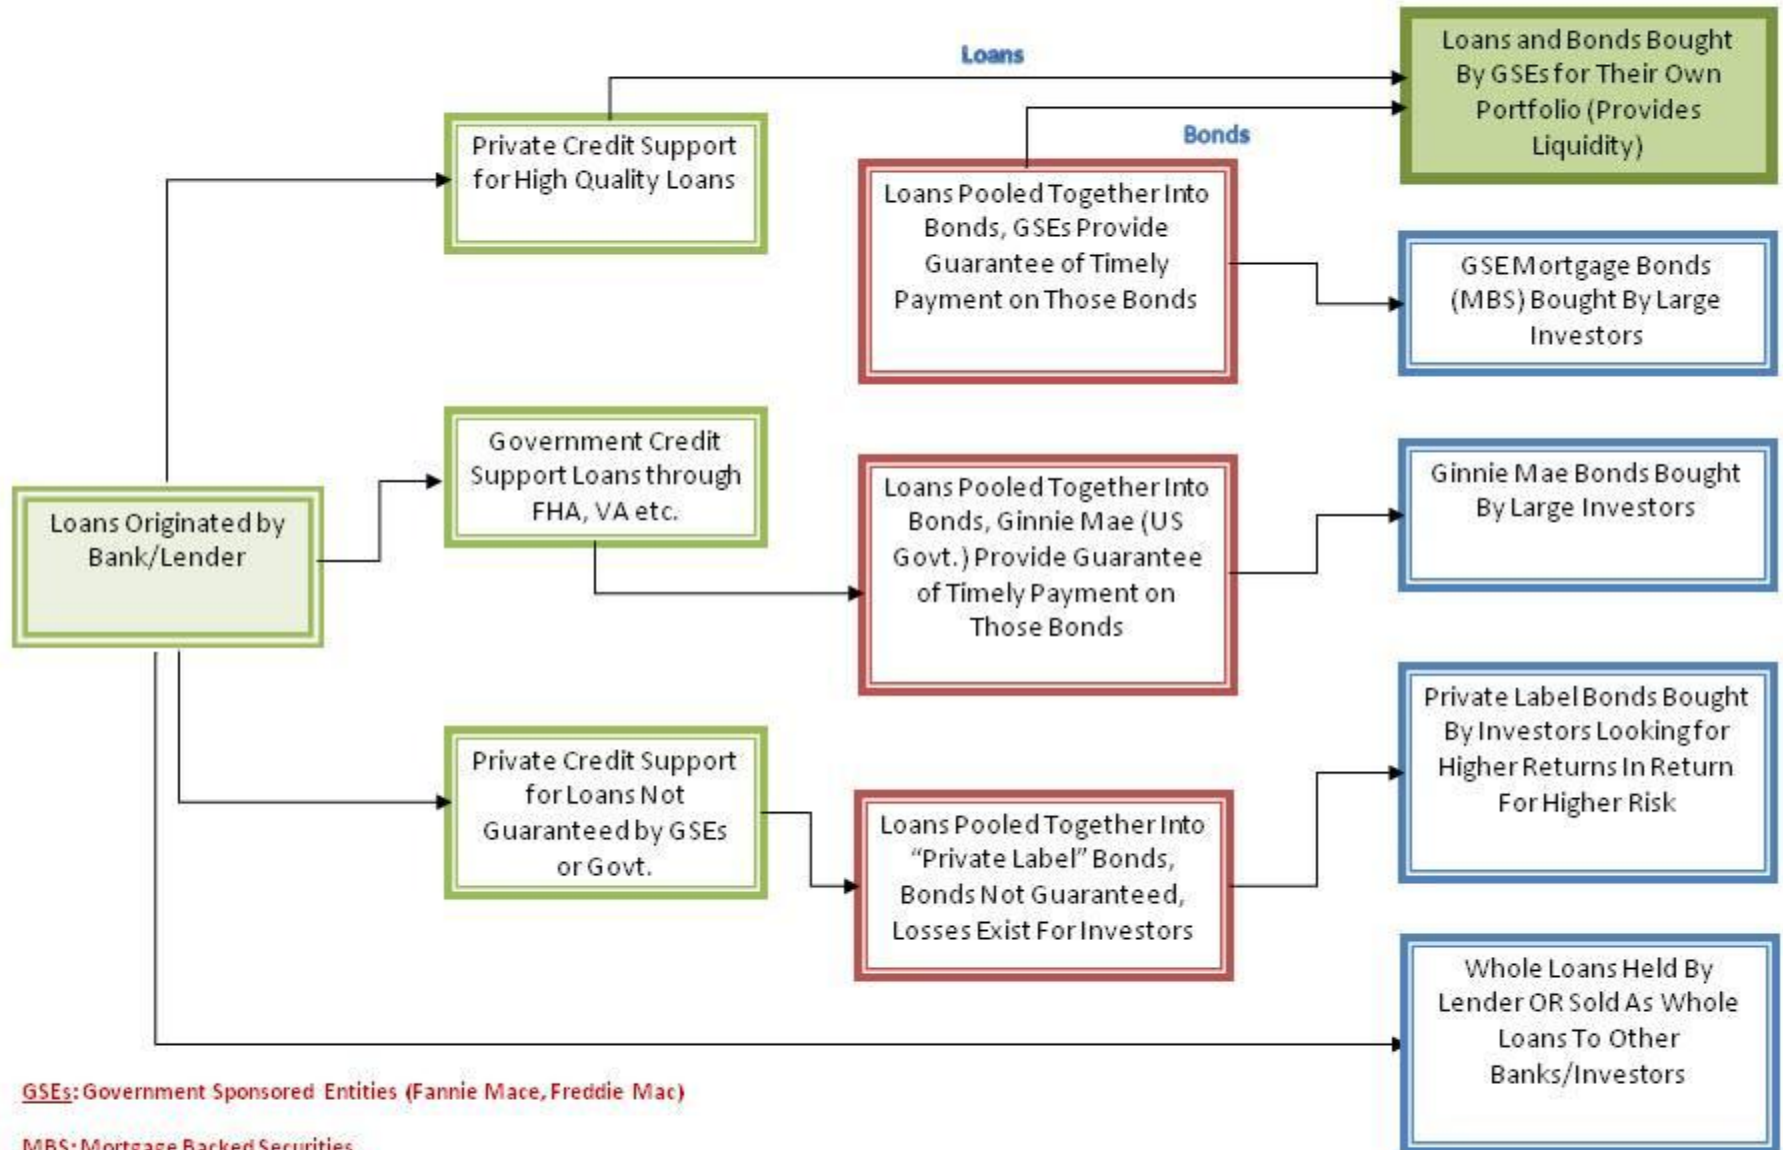 Loans
Bonds
Loans and Bonds Bought
By GSEs for Their Own
Portfolio (Provides
Liquidity)
Private Credit Support
for High Quality Loans
Loans Pooled Together Into
Bonds, GSEs Provide
Guarantee of Timely
Payment on Those Bonds
GSE Mortgage Bonds
(MBS) Bought By Large
Investors
Loans Originated by
Bank/Lender
Government Credit
Support Loans through
FHA, VA etc.
Loans Pooled Together Into
Bonds, Ginnie Mae (US
Govt.) Provide Guarantee
of Timely Payment on
Those Bonds
Ginnie Mae Bonds Bought
By Large Investors
Private Credit Support
for Loans Not
Guaranteed by GSEs
or Govt.
Loans Pooled Together Into
“Private Label” Bonds,
Bonds Not Guaranteed,
Losses Exist For Investors
Private Label Bonds Bought
By Investors Looking for
Higher Returns In Return
For Higher Risk
Whole Loans Held By
Lender OR Sold As Whole
Loans To Other
Banks/Investors
GSEs: Government Sponsored Entities (Fannie Mace, Freddie Mac)
MBS: Mortgage Backed Securities